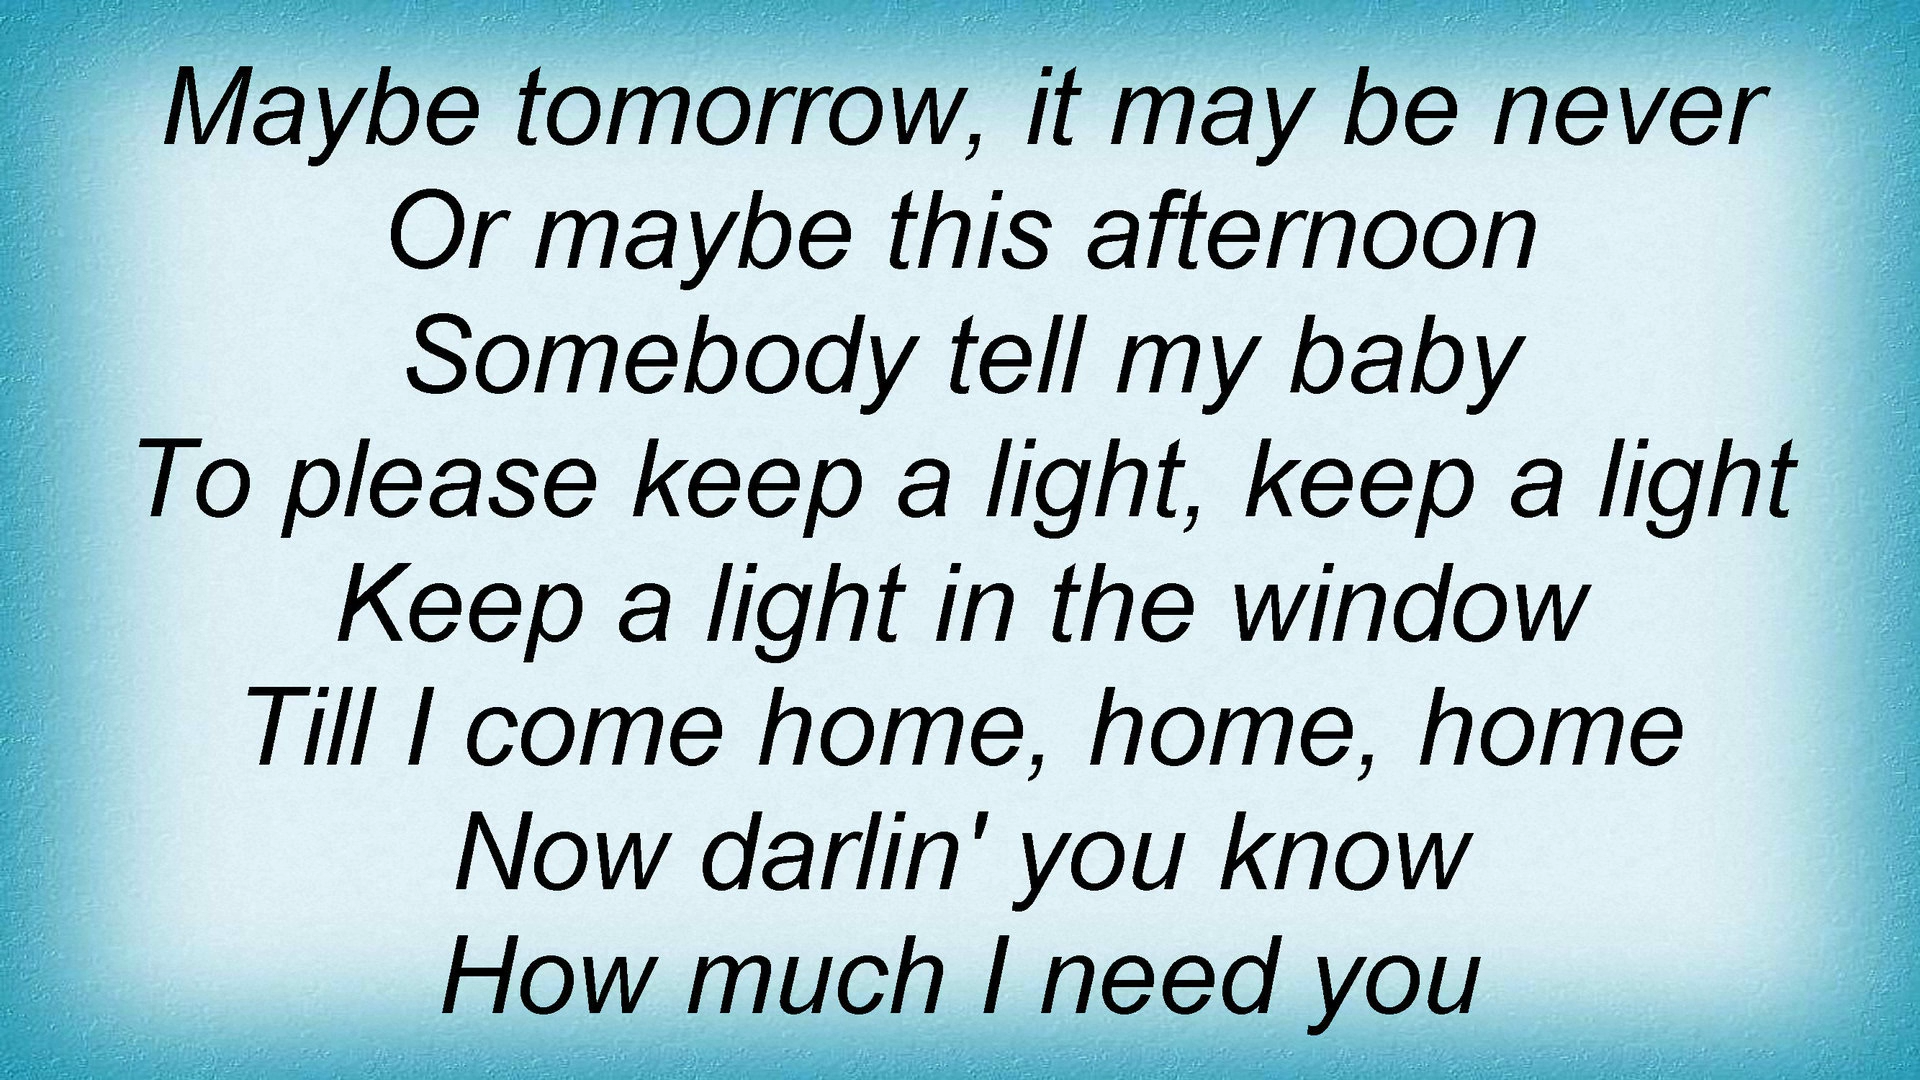 Maybe tomorrow, it may be never
Or maybe this afternoon
Somebody tell my baby
To please keep a light, keep a light
Keep a light in the window
Till I come home, home, home
Now darlin' you know
How much I need you